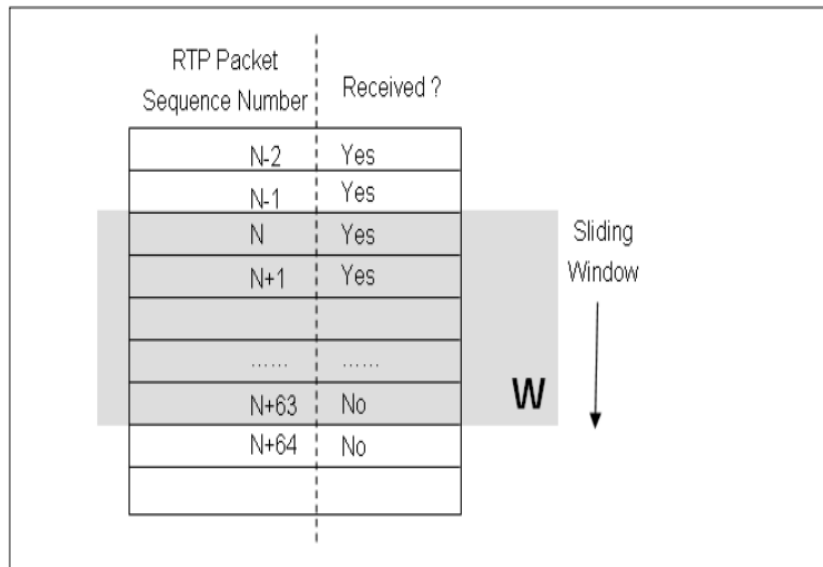 RTP Packet
Sequence Number
Received ?
N-2 Yes
N-1 Yes
N Yes
N+1 Yes
...... ......
N+63 No
N+64 No
Sliding
Window
W